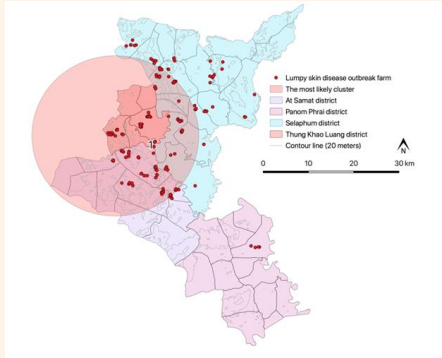 Lumpy skin disease outbreak farm
The most likely cluster
At Samat district
Panom Phrai district
Selaphum district
Thung Khao Luang district
Contour line (20 meters)
N
0 10 20 30 km
1